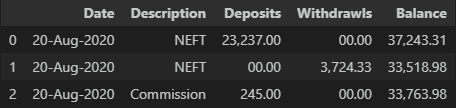 Date Description Deposits Withdrawls Balance
0 20-Aug-2020 NEFT 23,237.00 00.00 37,243.31
1 20-Aug-2020 NEFT 00.00 3,724.33 33,518.98
2 20-Aug-2020 Commission 245.00 00.00 33,763.98